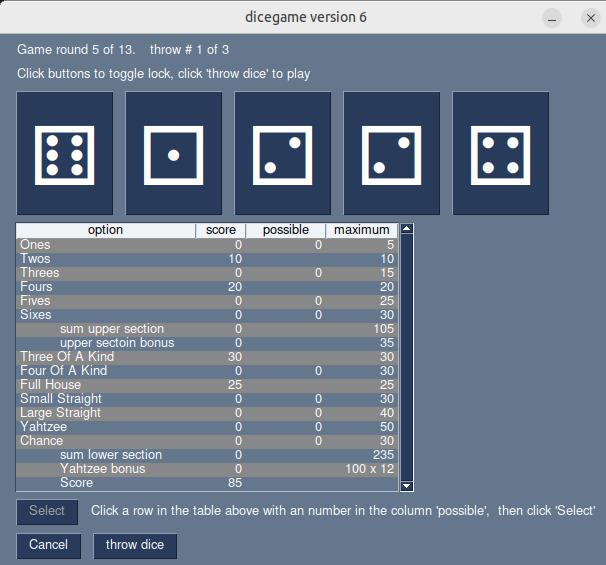 dicegame version 6
Game round 5 of 13. throw # 1 of 3
Click buttons to toggle lock, click 'throw dice' to play
option score possible maximum
Ones 0 0 5
Twos 10 10
Threes 0 0 15
Fours 20 20
Fives 0 0 25
Sixes 0 0 30
sum upper section 0 105
upper sectoin bonus 0 35
Three Of A Kind 30 30
Four Of A Kind 0 0 30
Full House 25 25
Small Straight 0 0 30
Large Straight 0 0 40
Yahtzee 0 0 50
Chance 0 0 30
sum lower section 0 235
Yahtzee bonus 0 100 x 12
Score 85
Select Click a row in the table above with an number in the column 'possible', then click 'Select'
Cancel throw dice